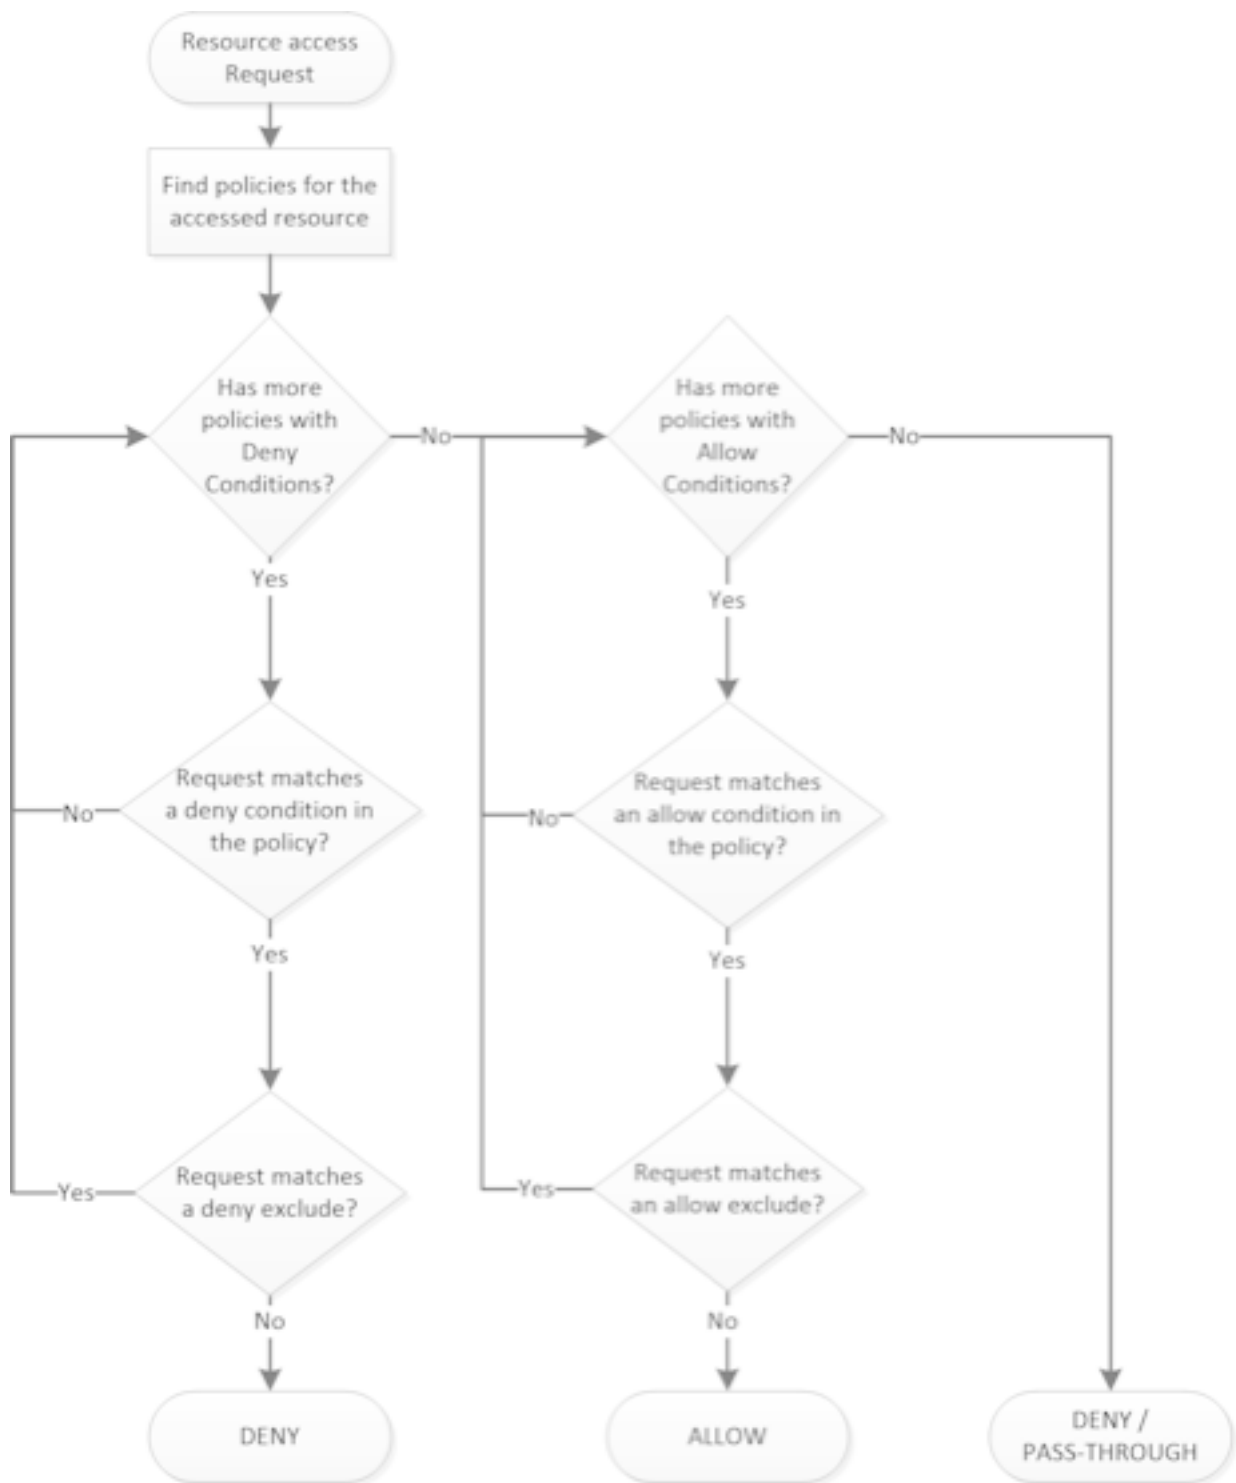 Resource access
Request
Find policies for the
accessed resource
Has more
policies with
Deny
Conditions?
No
Has more
policies with
Allow
Conditions?
No
Yes
Yes
Request matches
a deny condition in
the policy?
No
Request matches
an allow condition in
the policy?
No
Yes
Yes
Request matches
a deny exclude?
Yes
Request matches
an allow exclude?
Yes
No
No
DENY
ALLOW
DENY /
PASS-THROUGH